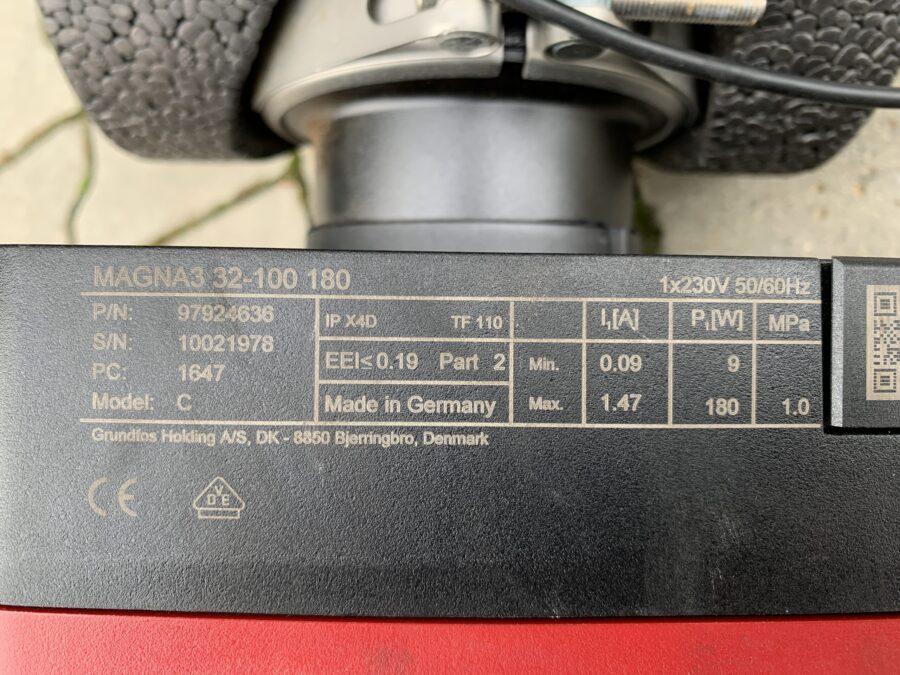 MAGNA3 32-100 180 1x230V 50/60Hz
P/N: 97924636
S/N: 10021978
PC: 1647
Model: C
IP X4D TF 110
EEI≤ 0.19 Part 2
Made in Germany
I₁[A] P₁[W] MPa
Min. 0.09 9
Max. 1.47 180 1.0
Grundfos Holding A/S, DK - 8850 Bjerringbro, Denmark
CE VDE